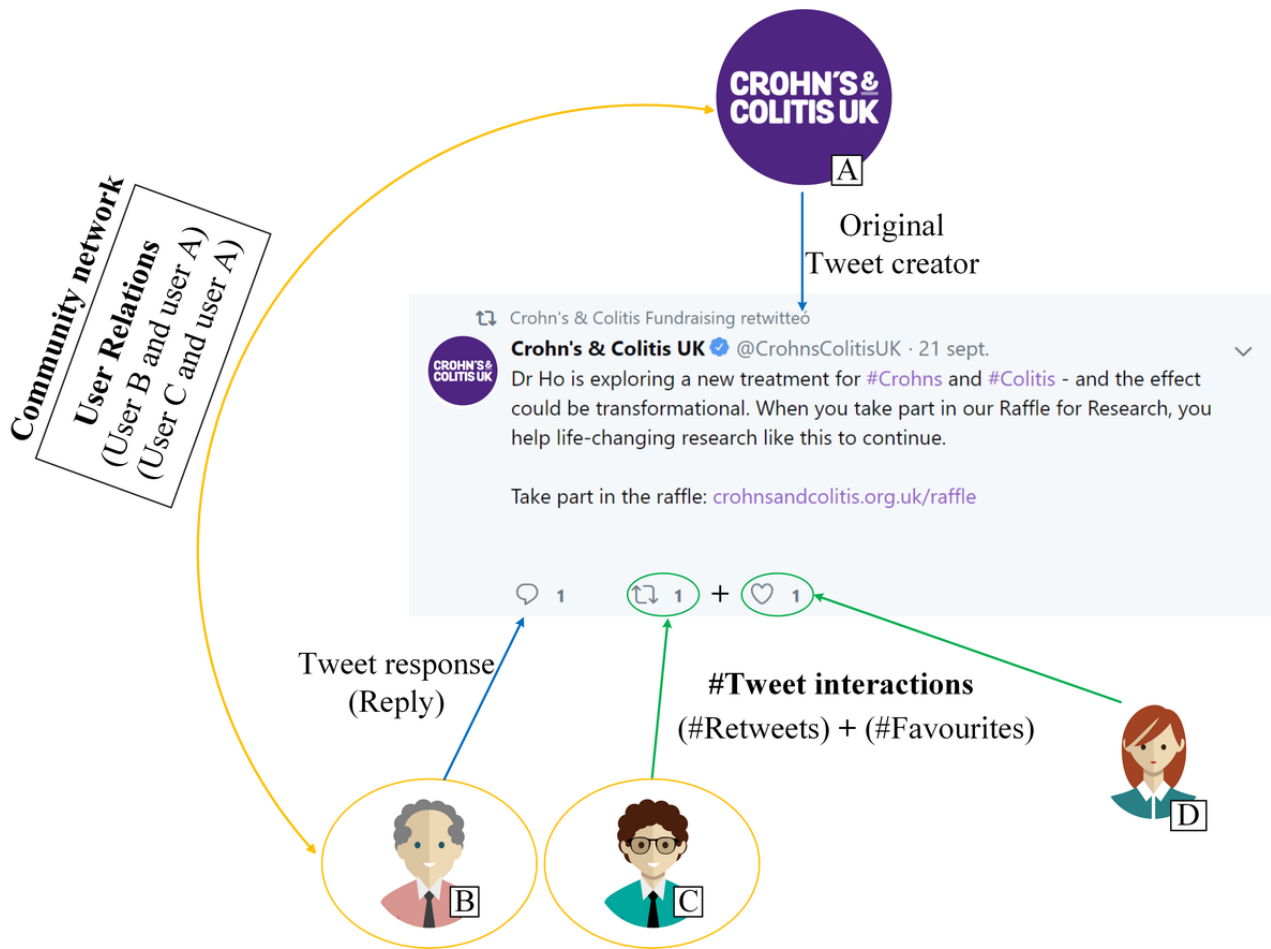 CROHN'S &
COLITIS UK
A
Original
Tweet creator
Community network
User Relations
(User B and user A)
(User C and user A)
Crohn's & Colitis Fundraising retwitteó
CROHN'S &
COLITIS UK
Crohn's & Colitis UK @CrohnsColitisUK · 21 sept.
Dr Ho is exploring a new treatment for #Crohns and #Colitis - and the effect
could be transformational. When you take part in our Raffle for Research, you
help life-changing research like this to continue.
Take part in the raffle: crohnsandcolitis.org.uk/raffle
1 1 + 1
Tweet response
(Reply)
#Tweet interactions
(#Retweets) + (#Favourites)
B
C
D